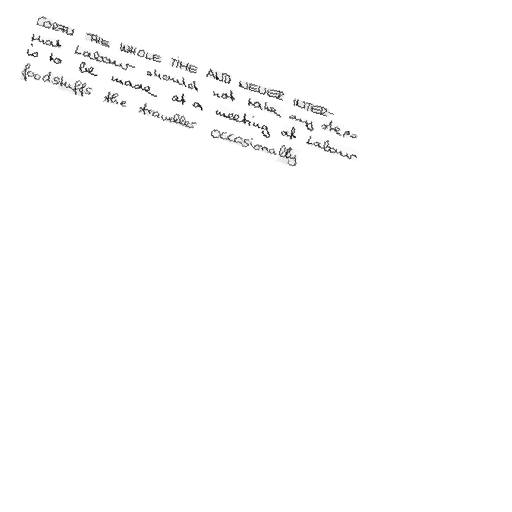 CORFU THE WHOLE TIME AND NEVER INTER-
that Labour should not take any steps
is to be made at a meeting of Labour
foodstuffs the traveller occasionally